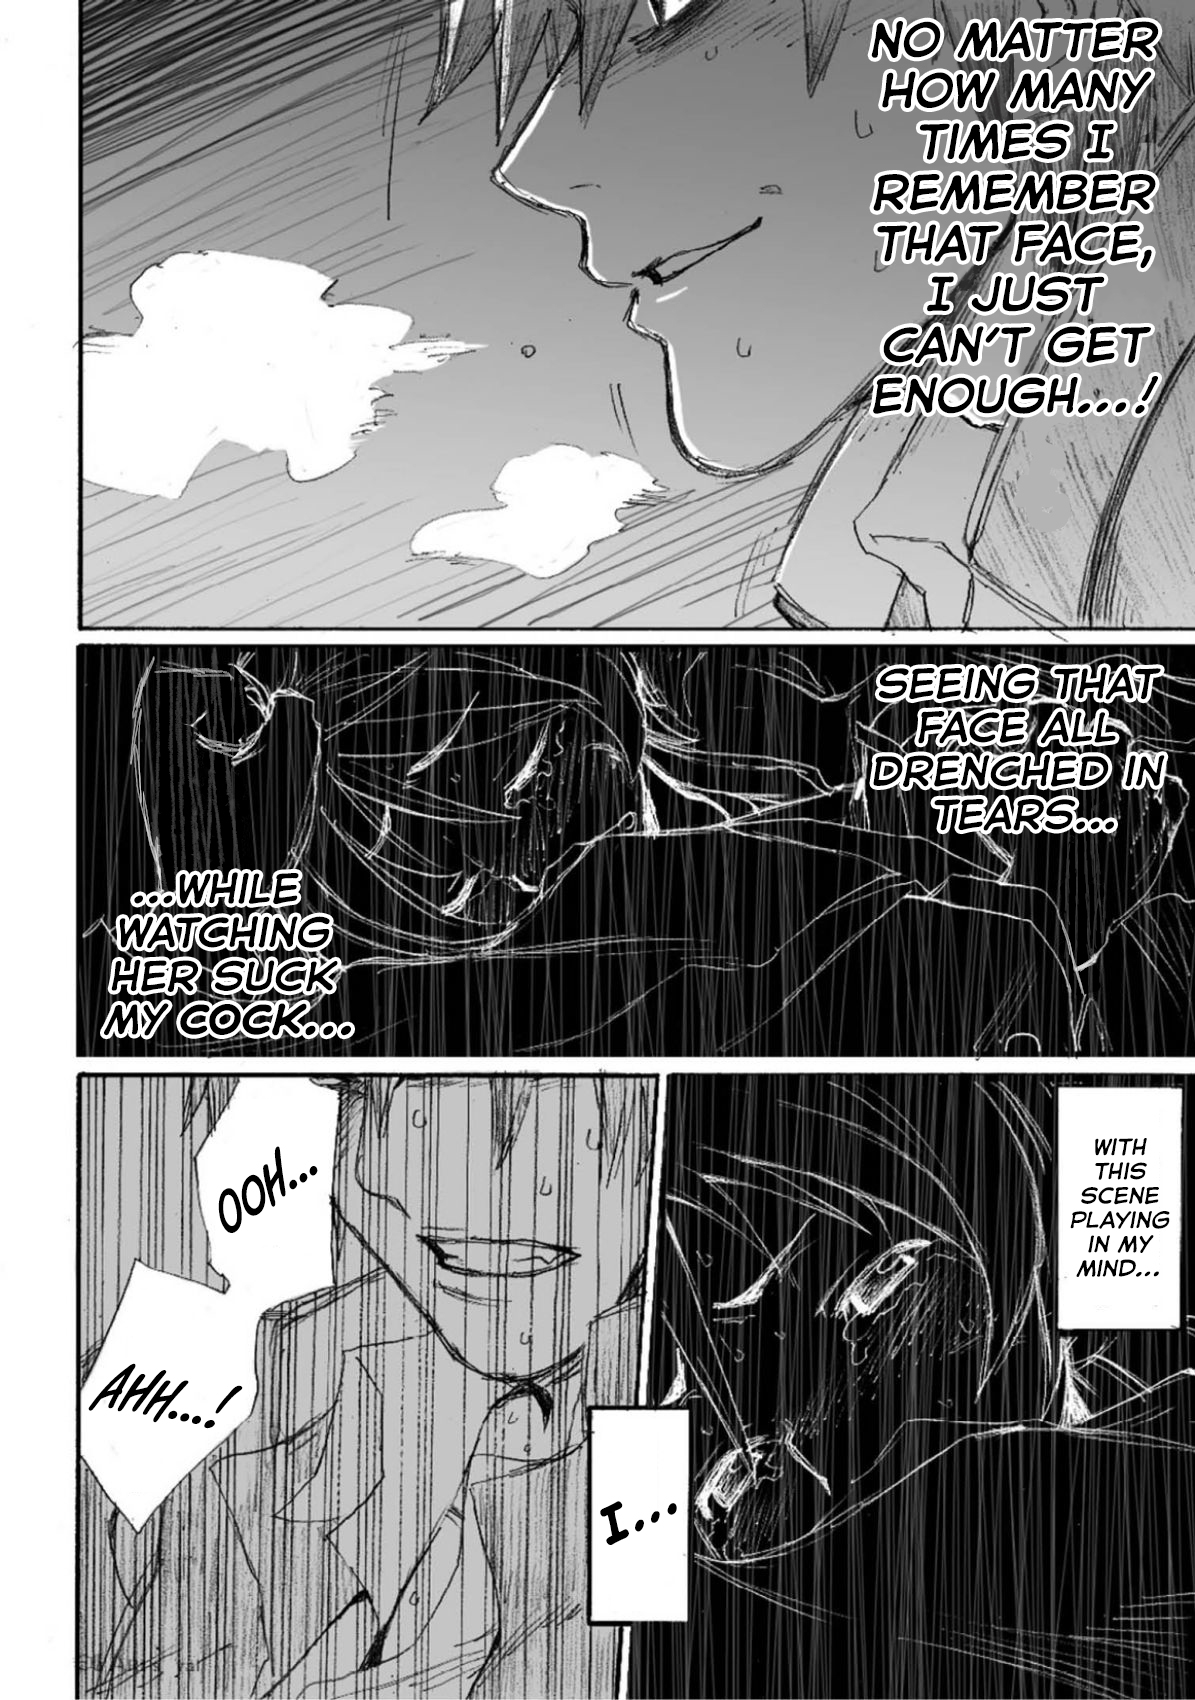 NO MATTER
HOW MANY
TIMES I
REMEMBER
THAT FACE,
I JUST
CAN'T GET
ENOUGH...!
SEEING THAT
FACE ALL
DRENCHED IN
TEARS...
...WHILE
WATCHING
HER SUCK
MY COCK...
WITH
THIS
SCENE
PLAYING
IN MY
MIND...
I...
OOH...
AHH...!